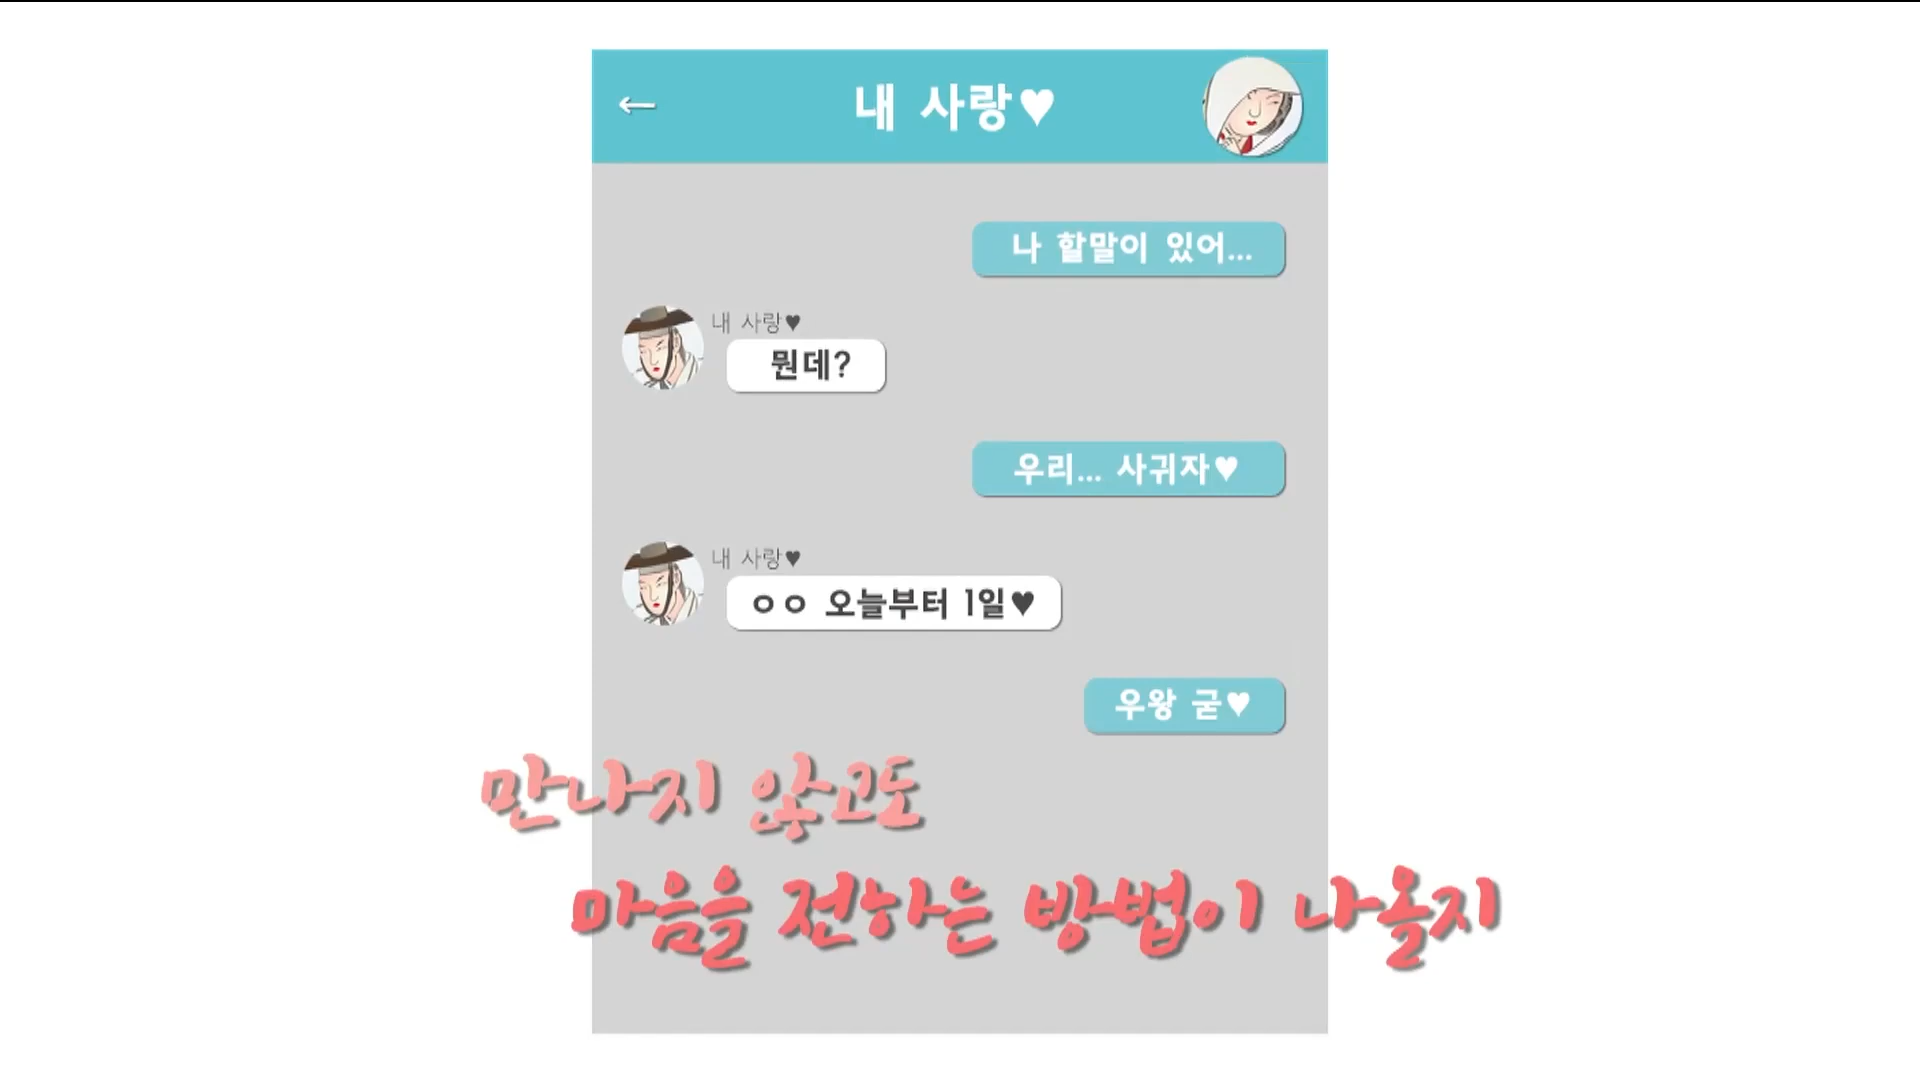 내 사랑♥
나 할말이 있어...
내 사랑♥
뭔데?
우리... 사귀자♥
내 사랑♥
ㅇㅇ 오늘부터 1일♥
우왕 굳♥
만나지 않고도
마음을 전하는 방법이 나올지